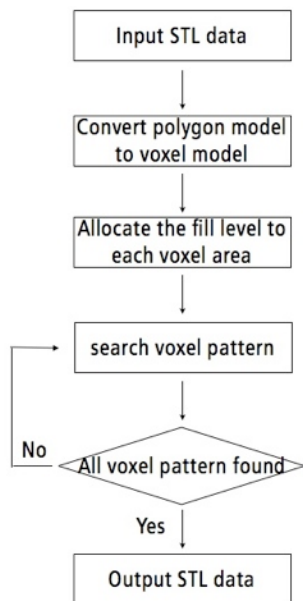 Input STL data
Convert polygon model
to voxel model
Allocate the fill level to
each voxel area
search voxel pattern
No
All voxel pattern found
Yes
Output STL data